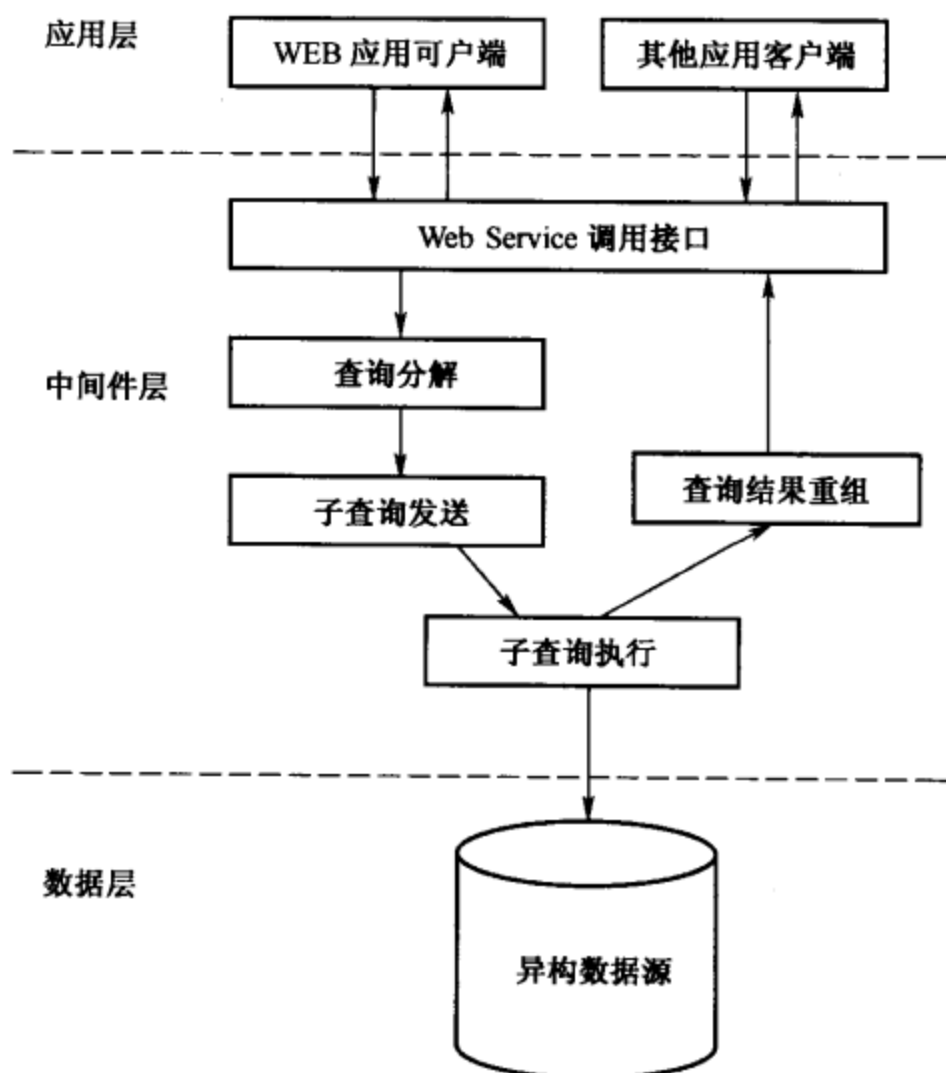 应用层
WEB 应用可户端
其他应用客户端
Web Service 调用接口
中间件层
查询分解
子查询发送
查询结果重组
子查询执行
数据层
异构数据源